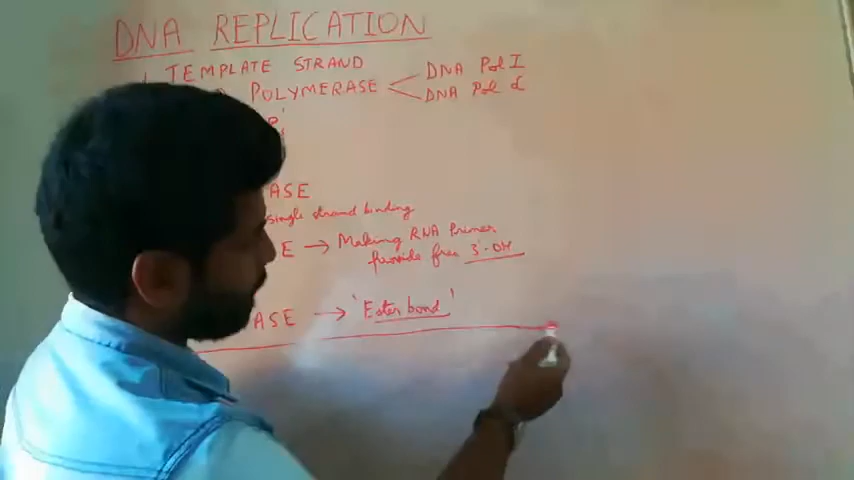 DNA REPLICATION
TEMPLATE STRAND
POLYMERASE DNA Pol I
DNA Pol
ASE
single strand binding
E → Making RNA Primer
provide free 3'-OH
ASE → 'Ester bond'